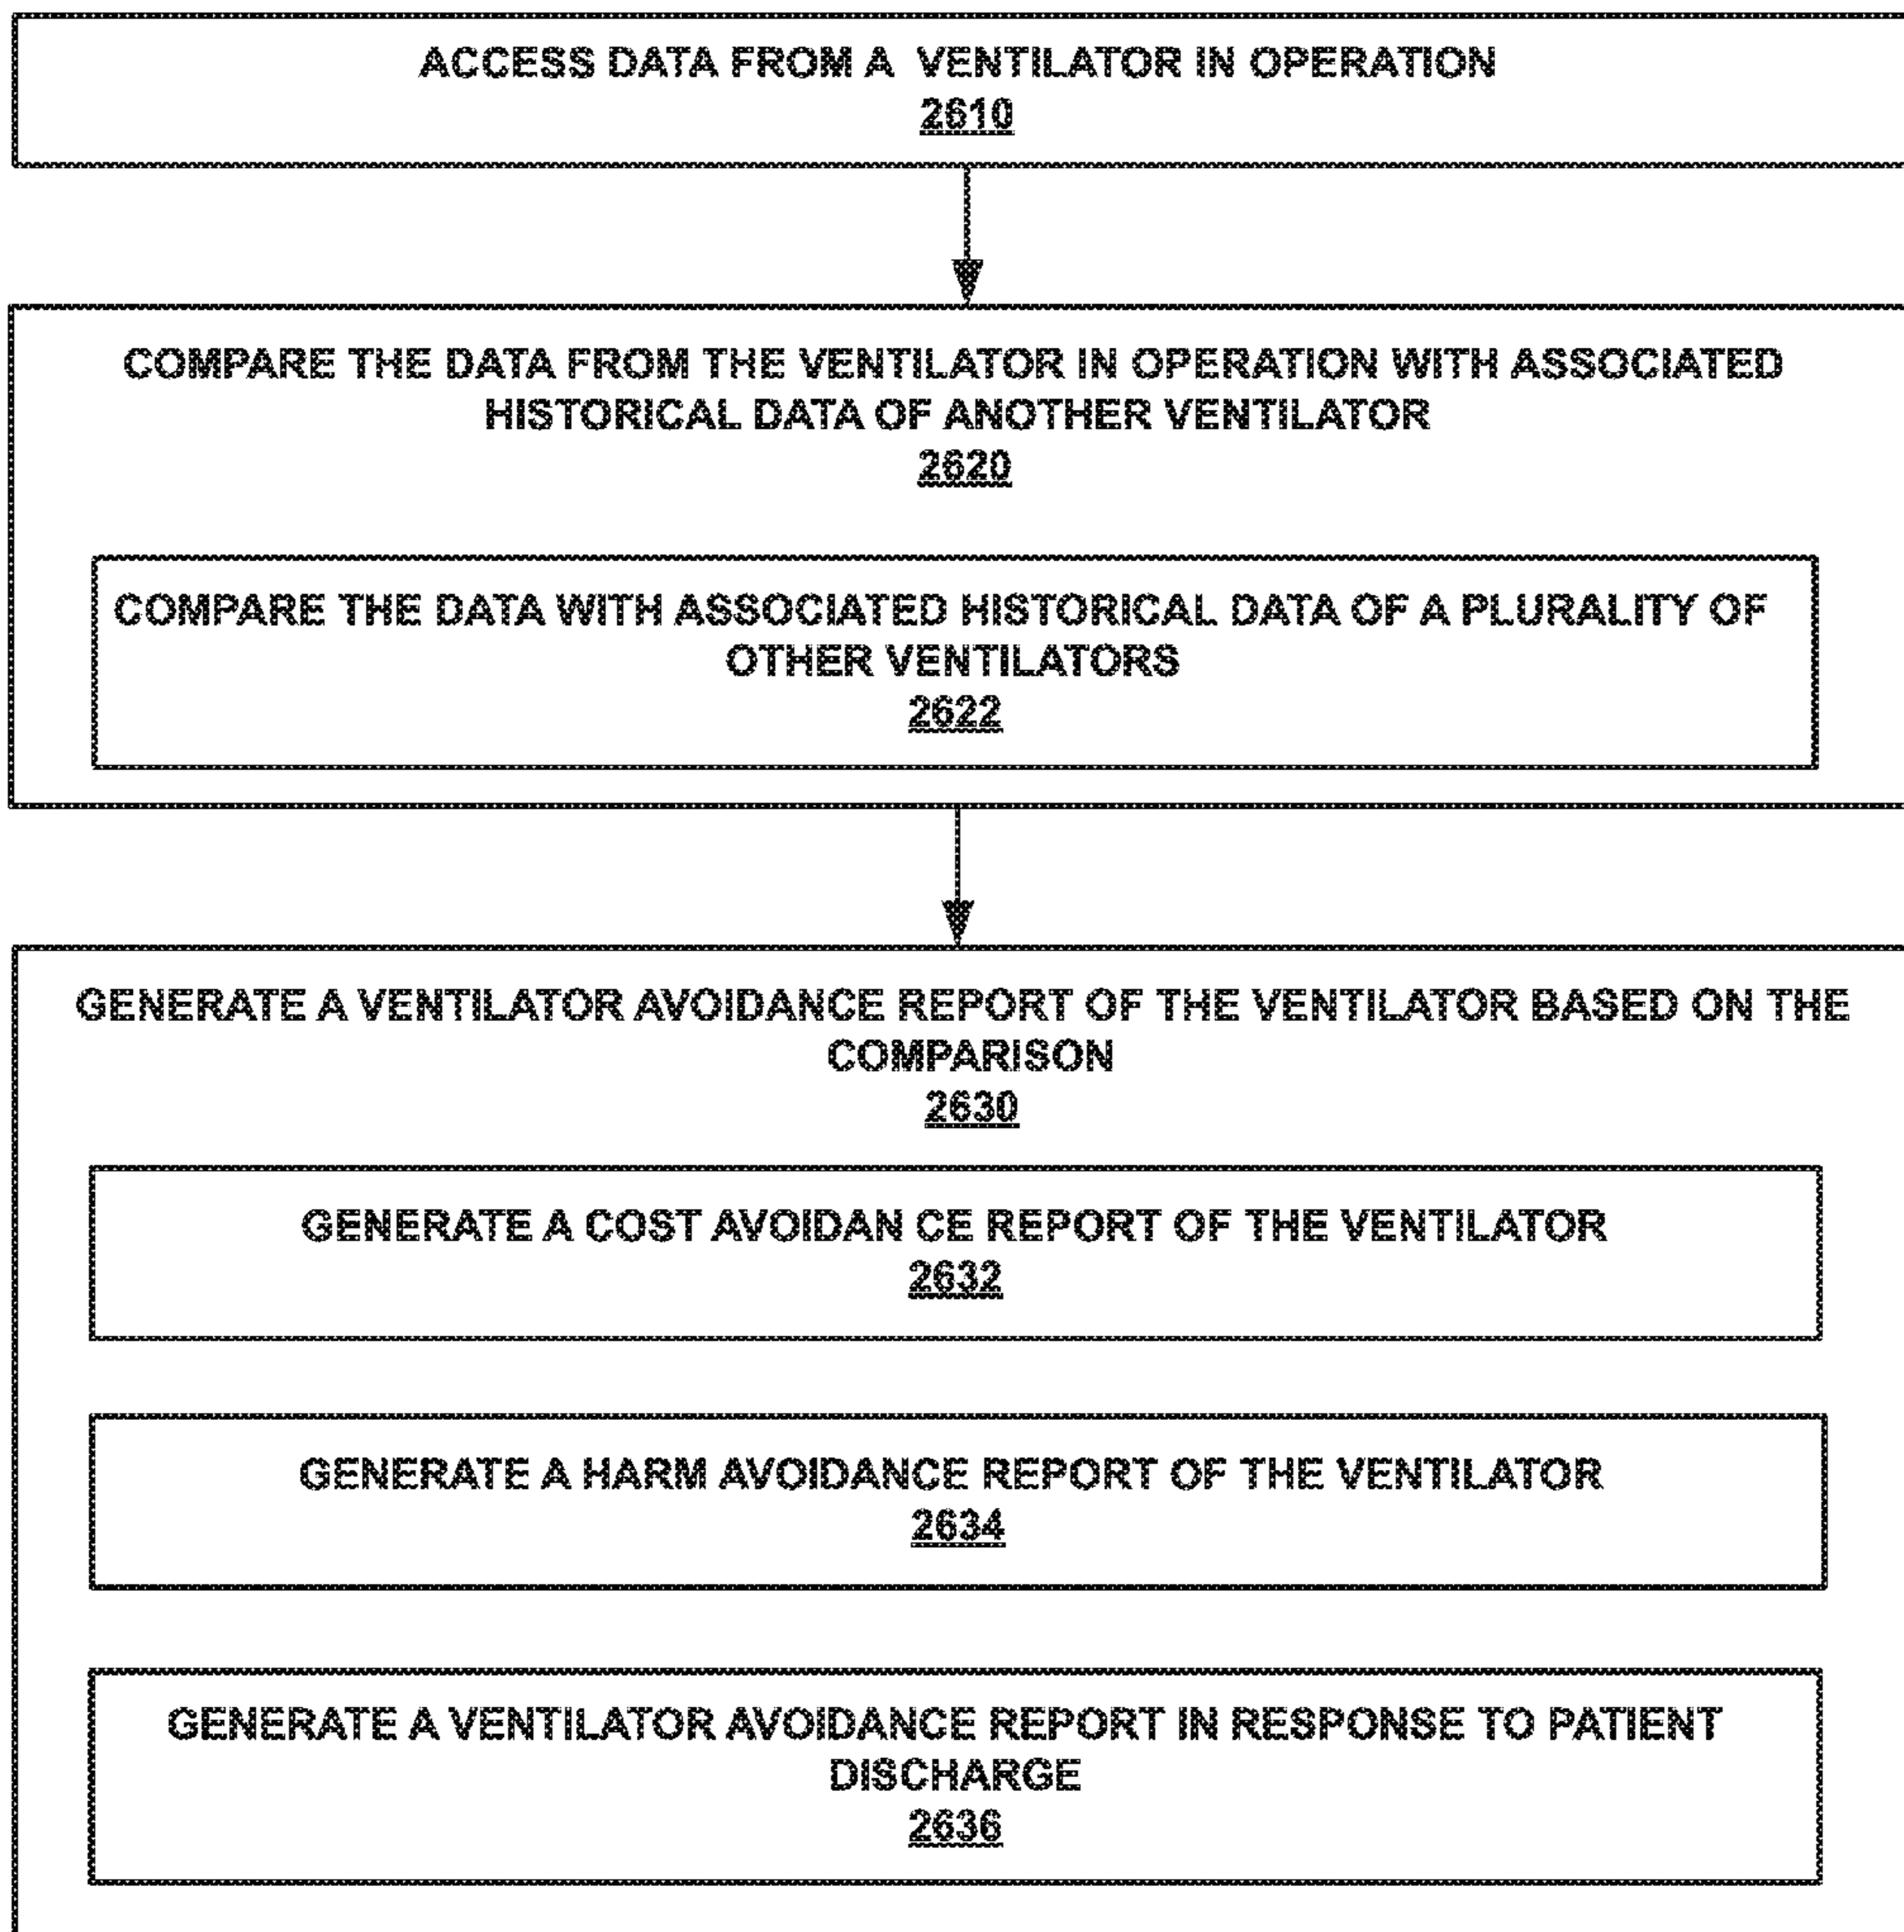 ACCESS DATA FROM A VENTILATOR IN OPERATION
2610
COMPARE THE DATA FROM THE VENTILATOR IN OPERATION WITH ASSOCIATED
HISTORICAL DATA OF ANOTHER VENTILATOR
2620
COMPARE THE DATA WITH ASSOCIATED HISTORICAL DATA OF A PLURALITY OF
OTHER VENTILATORS
2622
GENERATE A VENTILATOR AVOIDANCE REPORT OF THE VENTILATOR BASED ON THE
COMPARISON
2630
GENERATE A COST AVOIDAN CE REPORT OF THE VENTILATOR
2632
GENERATE A HARM AVOIDANCE REPORT OF THE VENTILATOR
2634
GENERATE A VENTILATOR AVOIDANCE REPORT IN RESPONSE TO PATIENT
DISCHARGE
2636